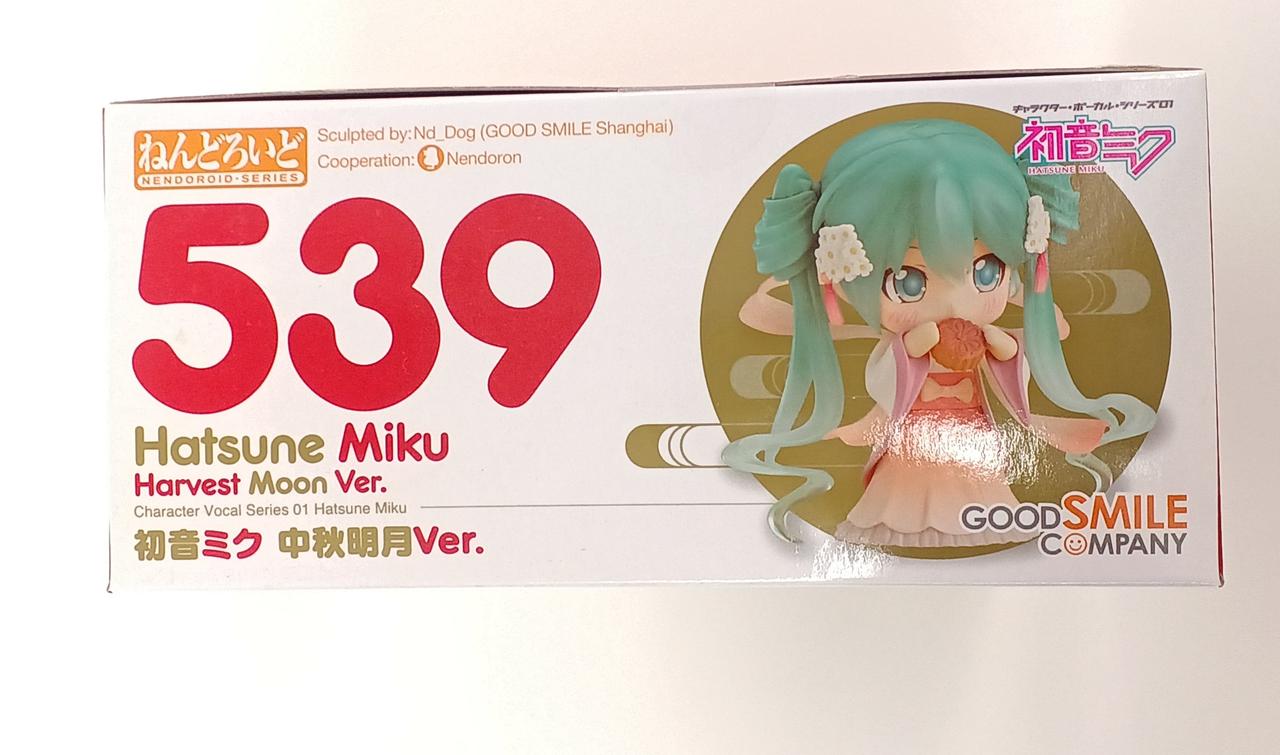 ねんどろいど
NENDOROID-SERIES
Sculpted by: Nd_Dog (GOOD SMILE Shanghai)
Cooperation: Nendoron
539
Hatsune Miku
Harvest Moon Ver.
Character Vocal Series 01 Hatsune Miku
初音ミク 中秋明月Ver.
キャラクター・ボーカル・シリーズ01
初音ミク
HATSUNE MIKU
GOOD SMILE
COMPANY